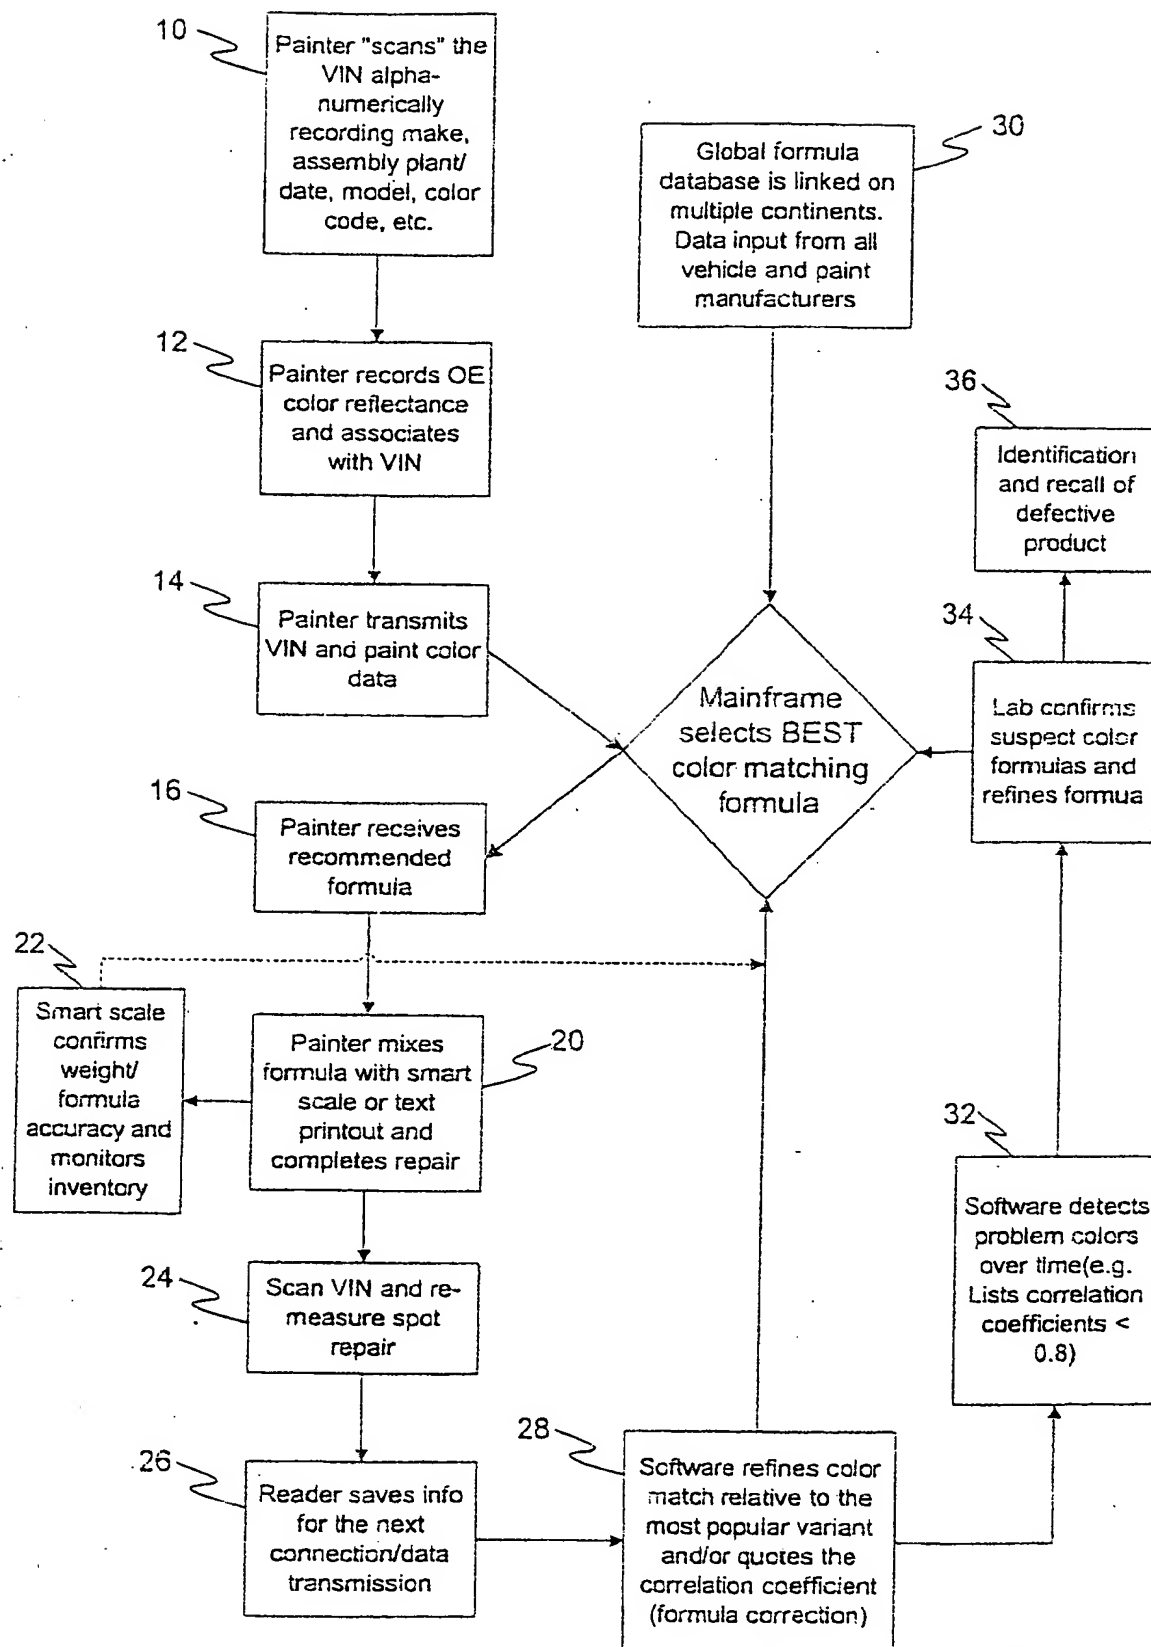 10
Painter "scans" the
VIN alpha-
numerically
recording make,
assembly plant/
date, model, color
code, etc.
30
Global formula
database is linked on
multiple continents.
Data input from all
vehicle and paint
manufacturers
12
Painter records OE
color reflectance
and associates
with VIN
36
Identification
and recall of
defective
product
14
Painter transmits
VIN and paint color
data
Mainframe
selects BEST
color matching
formula
34
Lab confirms
suspect color
formulas and
refines formua
16
Painter receives
recommended
formula
22
Smart scale
confirms
weight/
formula
accuracy and
monitors
inventory
20
Painter mixes
formula with smart
scale or text
printout and
completes repair
32
Software detects
problem colors
over time(e.g.
Lists correlation
coefficients <
0.8)
24
Scan VIN and re-
measure spot
repair
26
Reader saves info
for the next
connection/data
transmission
28
Software refines color
match relative to the
most popular variant
and/or quotes the
correlation coefficient
(formula correction)